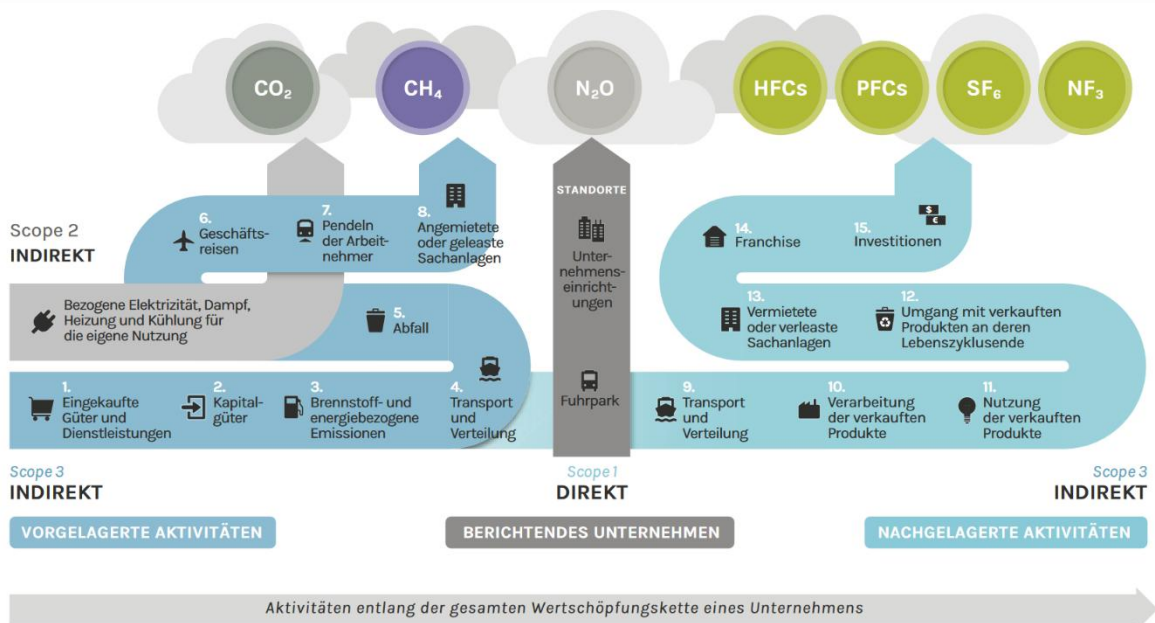 CO₂
CH₄
N₂O
HFCs
PFCs
SF₆
NF₃
Scope 2
INDIREKT
6.
Geschäfts-
reisen
7.
Pendeln
der Arbeit-
nehmer
8.
Angemietete
oder geleaste
Sachanlagen
STANDORTE
Unter-
nehmens-
einrich-
tungen
14.
Franchise
15.
Investitionen
$
€
Bezogene Elektrizität, Dampf,
Heizung und Kühlung für
die eigene Nutzung
5.
Abfall
13.
Vermietete
oder verleaste
Sachanlagen
12.
Umgang mit verkauften
Produkten an deren
Lebenszyklusende
1.
Eingekaufte
Güter und
Dienstleistungen
2.
Kapital-
güter
3.
Brennstoff- und
energiebezogene
Emissionen
4.
Transport
und
Verteilung
Fuhrpark
9.
Transport
und
Verteilung
10.
Verarbeitung
der verkauften
Produkte
11.
Nutzung
der verkauften
Produkte
Scope 3
INDIREKT
Scope 1
DIREKT
Scope 3
INDIREKT
VORGELAGERTE AKTIVITÄTEN
BERICHTENDES UNTERNEHMEN
NACHGELAGERTE AKTIVITÄTEN
Aktivitäten entlang der gesamten Wertschöpfungskette eines Unternehmens